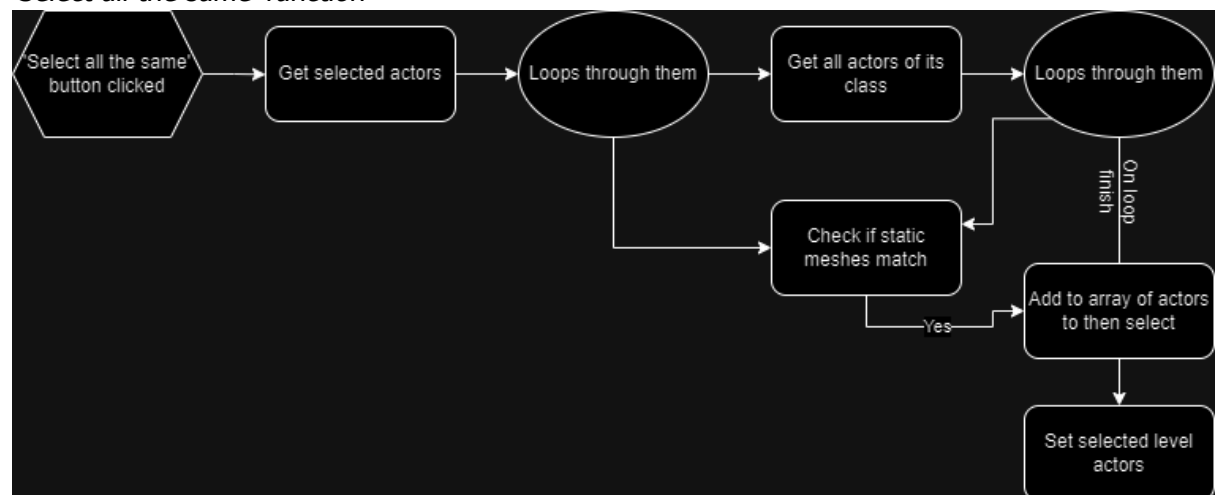 'Select all the same' function
'Select all the same'
button clicked
Get selected actors
Loops through them
Get all actors of its
class
Loops through them
On loop
finish
Check if static
meshes match
Yes
Add to array of actors
to then select
Set selected level
actors